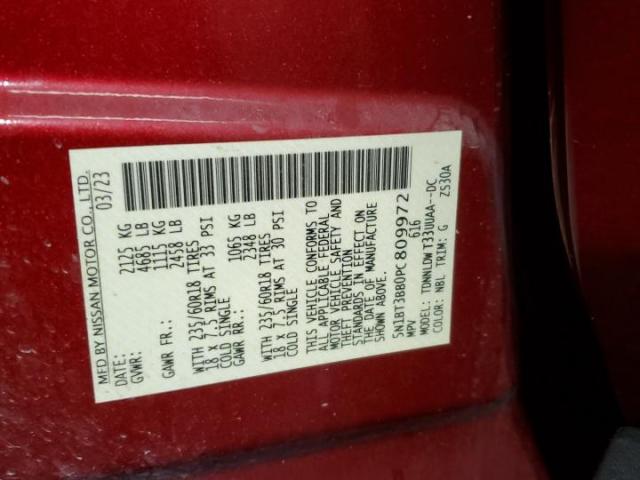 MFD BY NISSAN MOTOR CO., LTD.
DATE: 03/23
GVWR: 2125 KG
4685 LB
GAWR FR.: 1115 KG
2458 LB
WITH 235/60R18 TIRES
18 X 7.5 RIMS AT 33 PSI
COLD SINGLE
GAWR RR.: 1065 KG
2348 LB
WITH 235/60R18 TIRES
18 X 7.5 RIMS AT 30 PSI
COLD SINGLE
THIS VEHICLE CONFORMS TO
ALL APPLICABLE FEDERAL
MOTOR VEHICLE SAFETY AND
THEFT PREVENTION
STANDARDS IN EFFECT ON
THE DATE OF MANUFACTURE
SHOWN ABOVE.
5N1BT3BB0PC809972
MPV 616
MODEL: TDNNLDW T33UUAA--DC
COLOR: NBL TRIM: G ZS30A